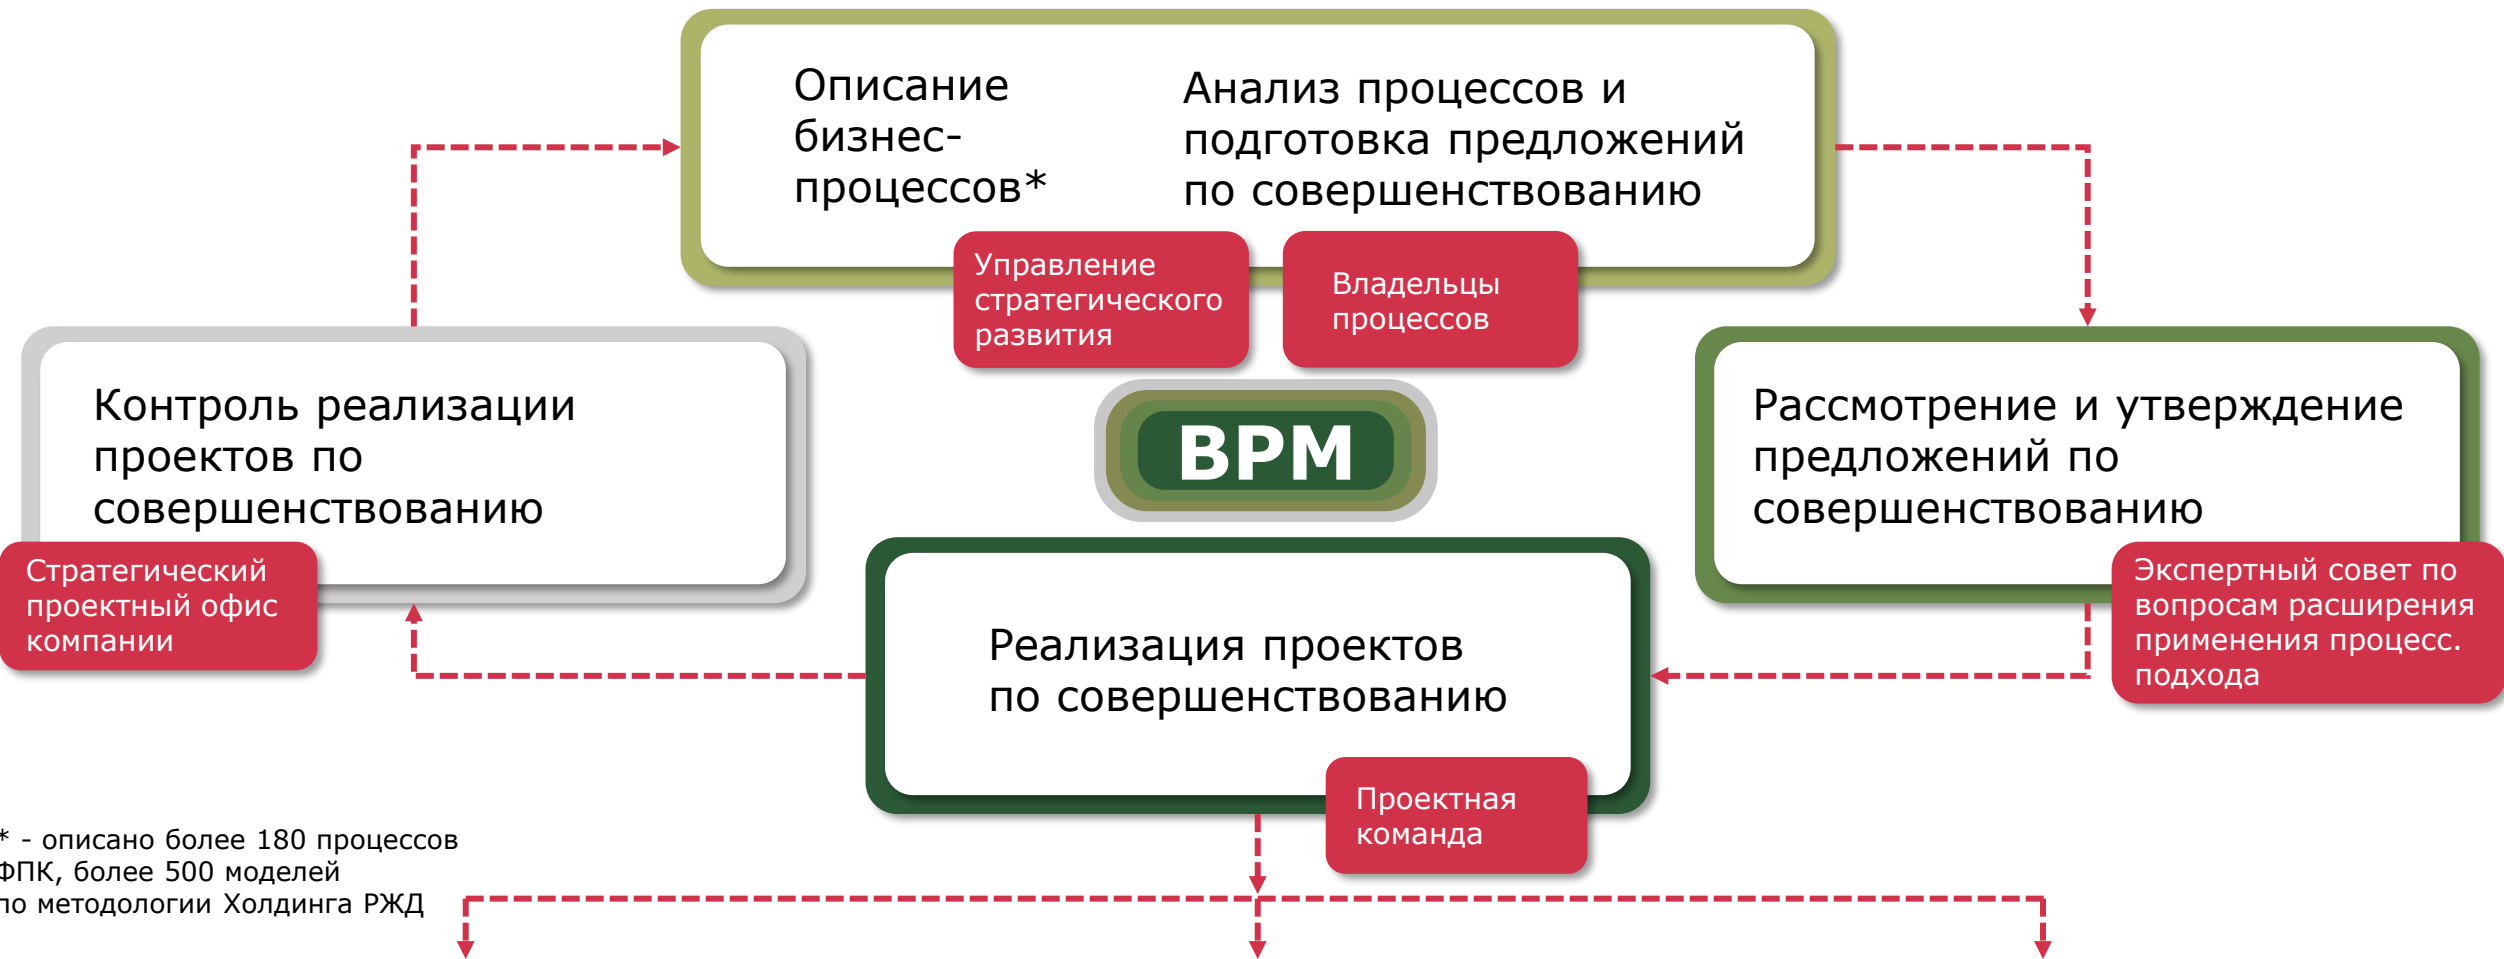 Описание
бизнес-
процессов*
Анализ процессов и
подготовка предложений
по совершенствованию
Управление
стратегического
развития
Владельцы
процессов
Контроль реализации
проектов по
совершенствованию
Стратегический
проектный офис
компании
BPM
Рассмотрение и утверждение
предложений по
совершенствованию
Экспертный совет по
вопросам расширения
применения процесс.
подхода
Реализация проектов
по совершенствованию
Проектная
команда
* - описано более 180 процессов
ФПК, более 500 моделей
по методологии Холдинга РЖД